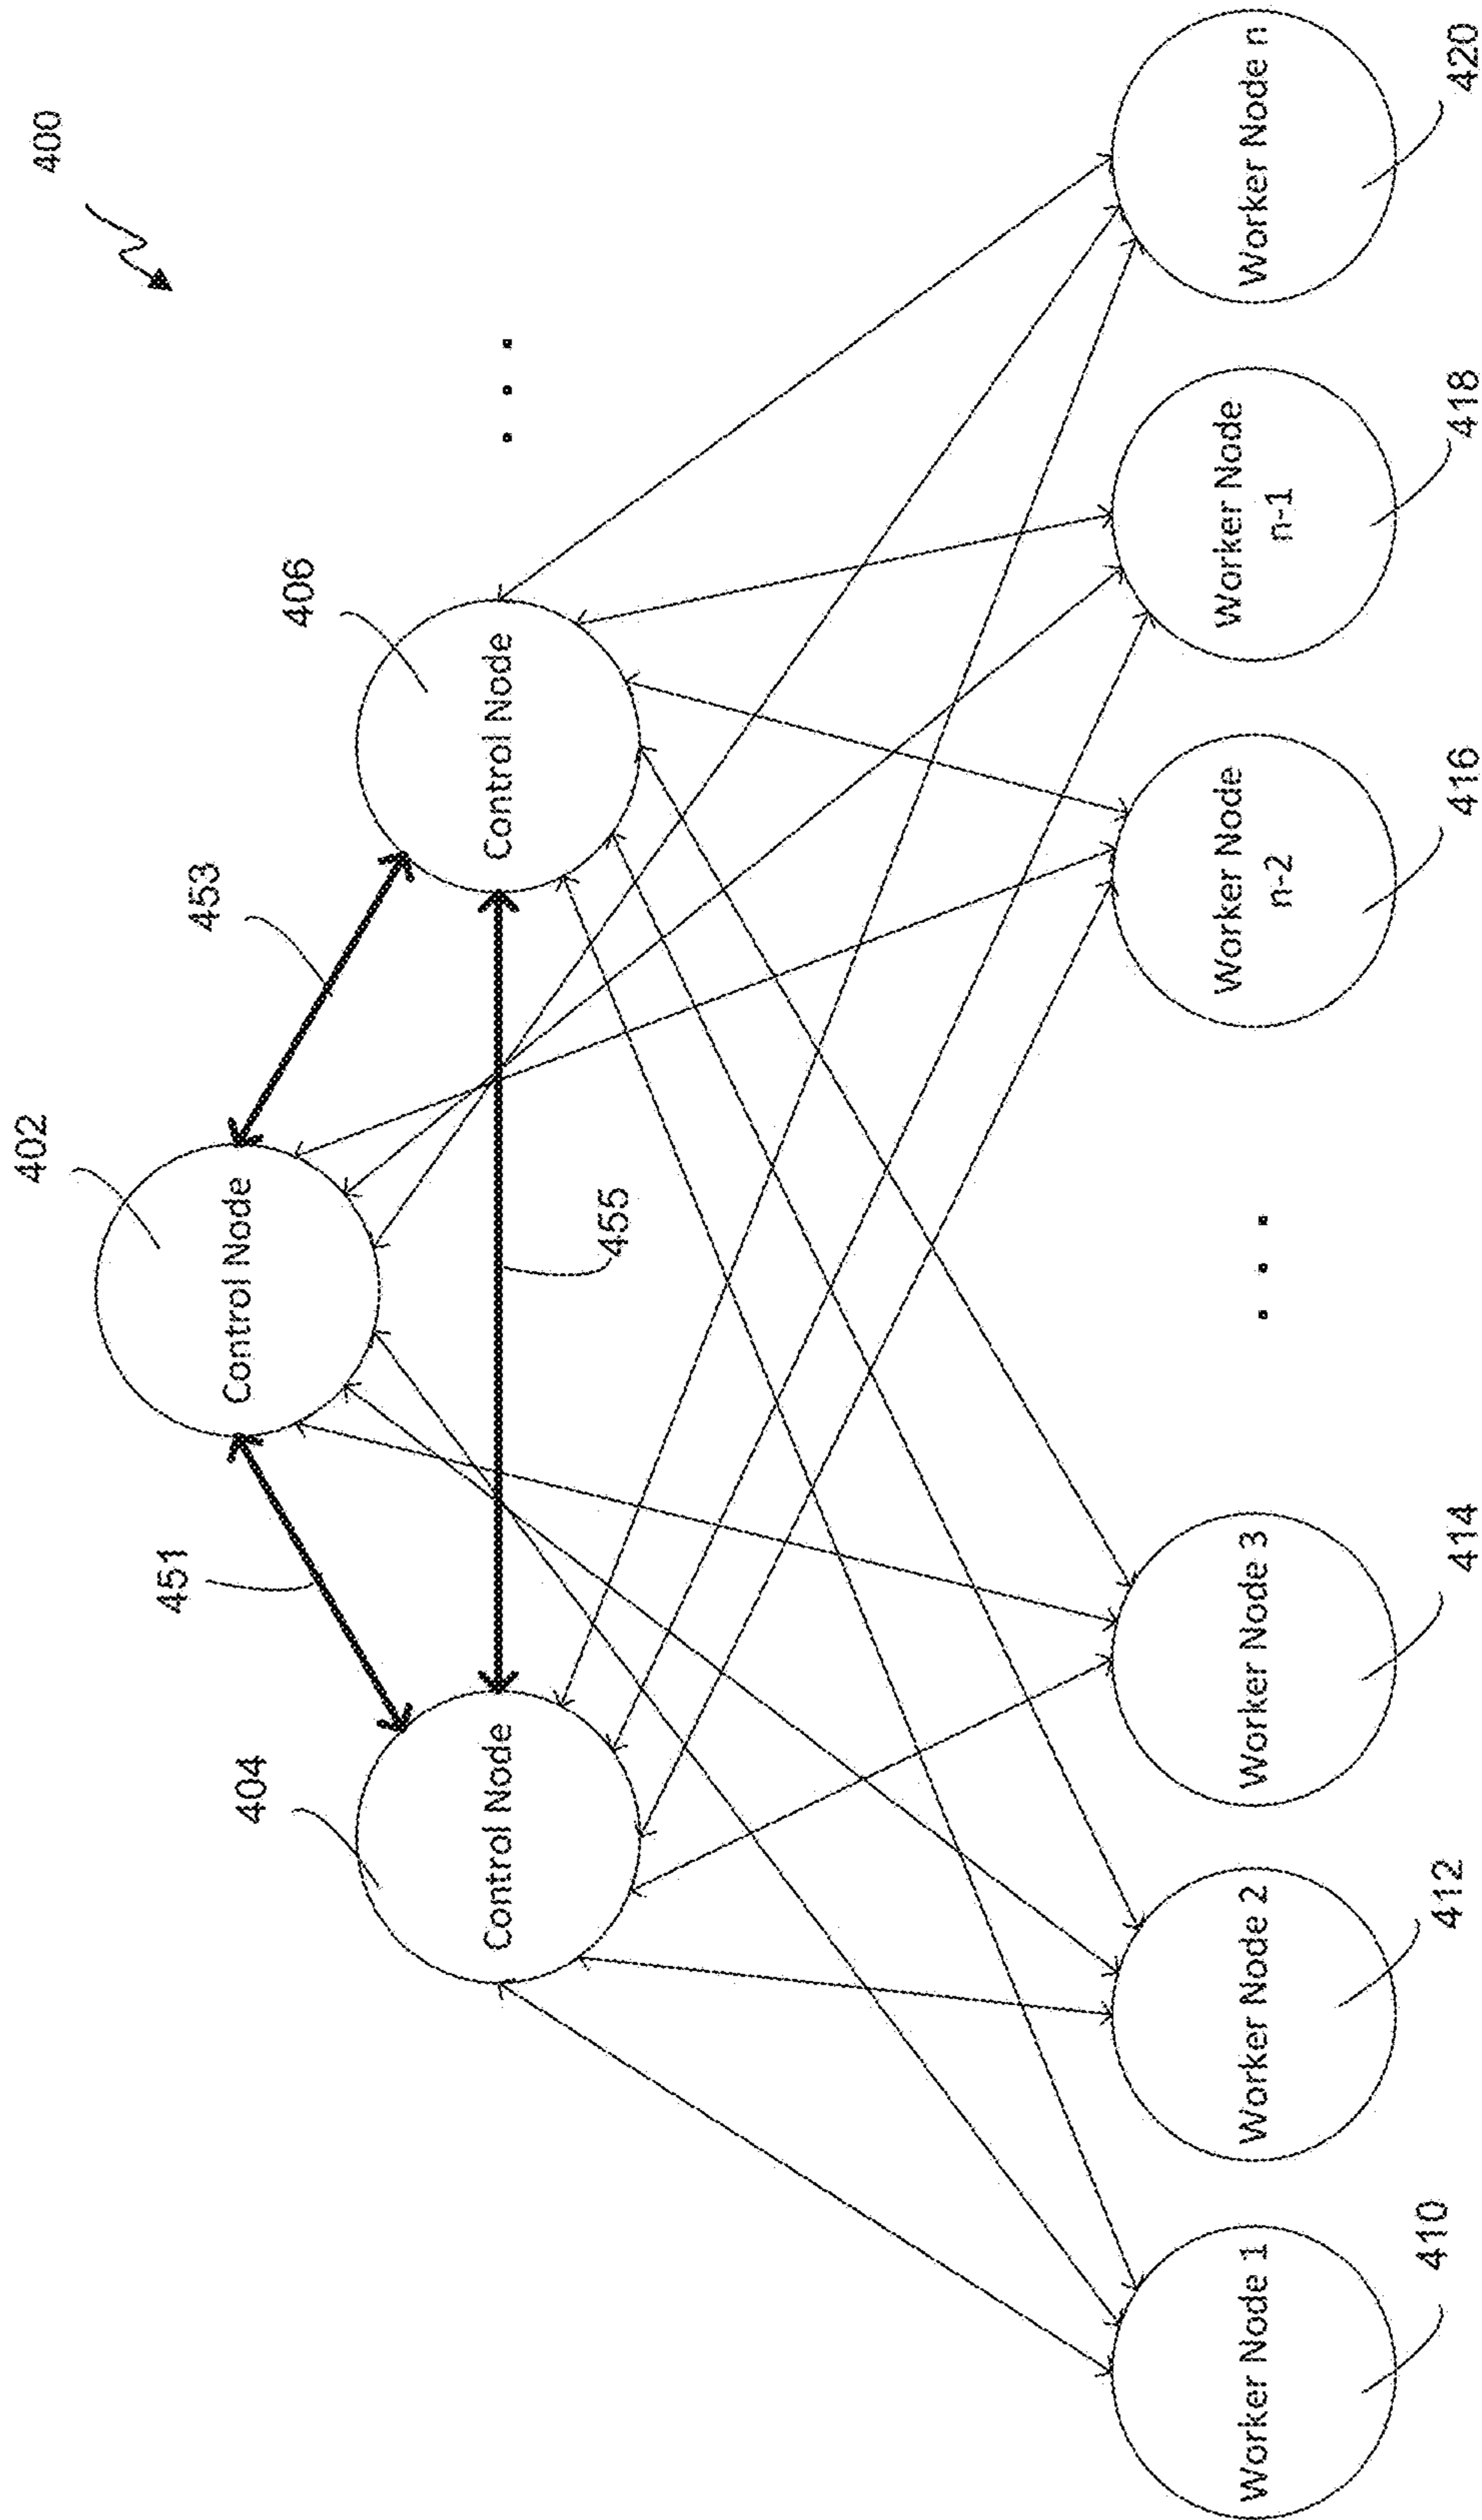 400
402
Control Node
451
453
404
406
Control Node
Control Node
455
Worker Node 1
Worker Node 2
Worker Node 3
Worker Node
n-2
Worker Node
n-1
Worker Node n
410
412
414
416
418
420